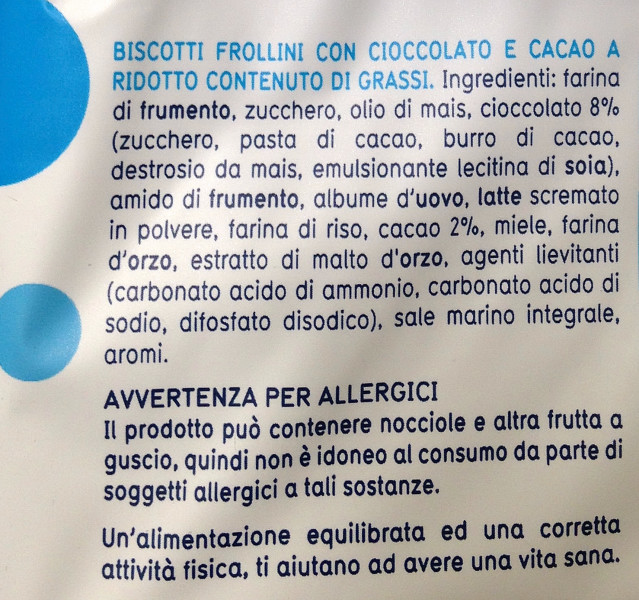 BISCOTTI FROLLINI CON CIOCCOLATO E CACAO A
RIDOTTO CONTENUTO DI GRASSI. Ingredienti: farina
di frumento, zucchero, olio di mais, cioccolato 8%
(zucchero, pasta di cacao, burro di cacao,
destrosio da mais, emulsionante lecitina di soia),
amido di frumento, albume d'uovo, latte scremato
in polvere, farina di riso, cacao 2%, miele, farina
d'orzo, estratto di malto d'orzo, agenti lievitanti
(carbonato acido di ammonio, carbonato acido di
sodio, difosfato disodico), sale marino integrale,
aromi.
AVVERTENZA PER ALLERGICI
Il prodotto può contenere nocciole e altra frutta a
guscio, quindi non è idoneo al consumo da parte di
soggetti allergici a tali sostanze.
Un'alimentazione equilibrata ed una corretta
attività fisica, ti aiutano ad avere una vita sana.